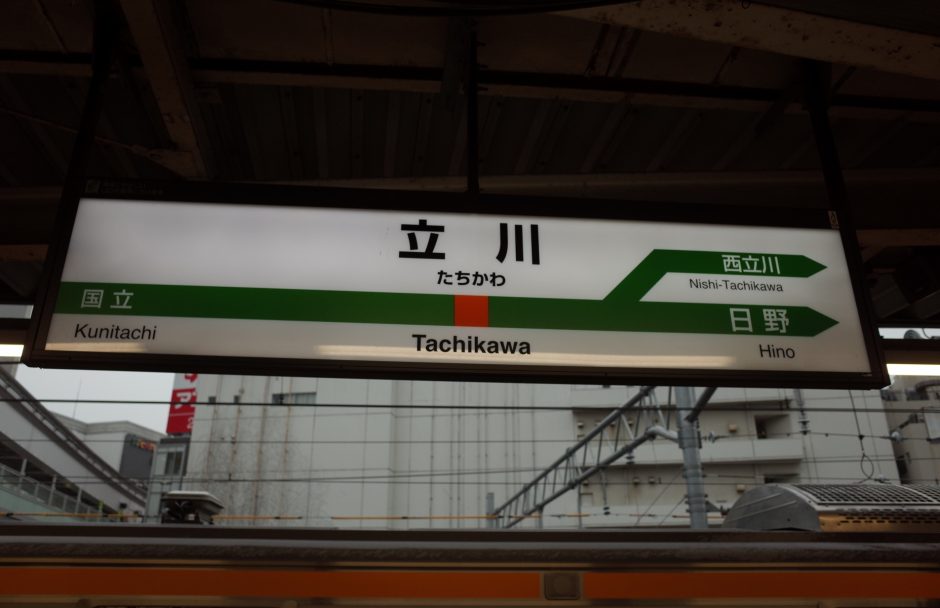 立川
たちかわ
西立川
Nishi-Tachikawa
国立
日野
Kunitachi
Tachikawa
Hino